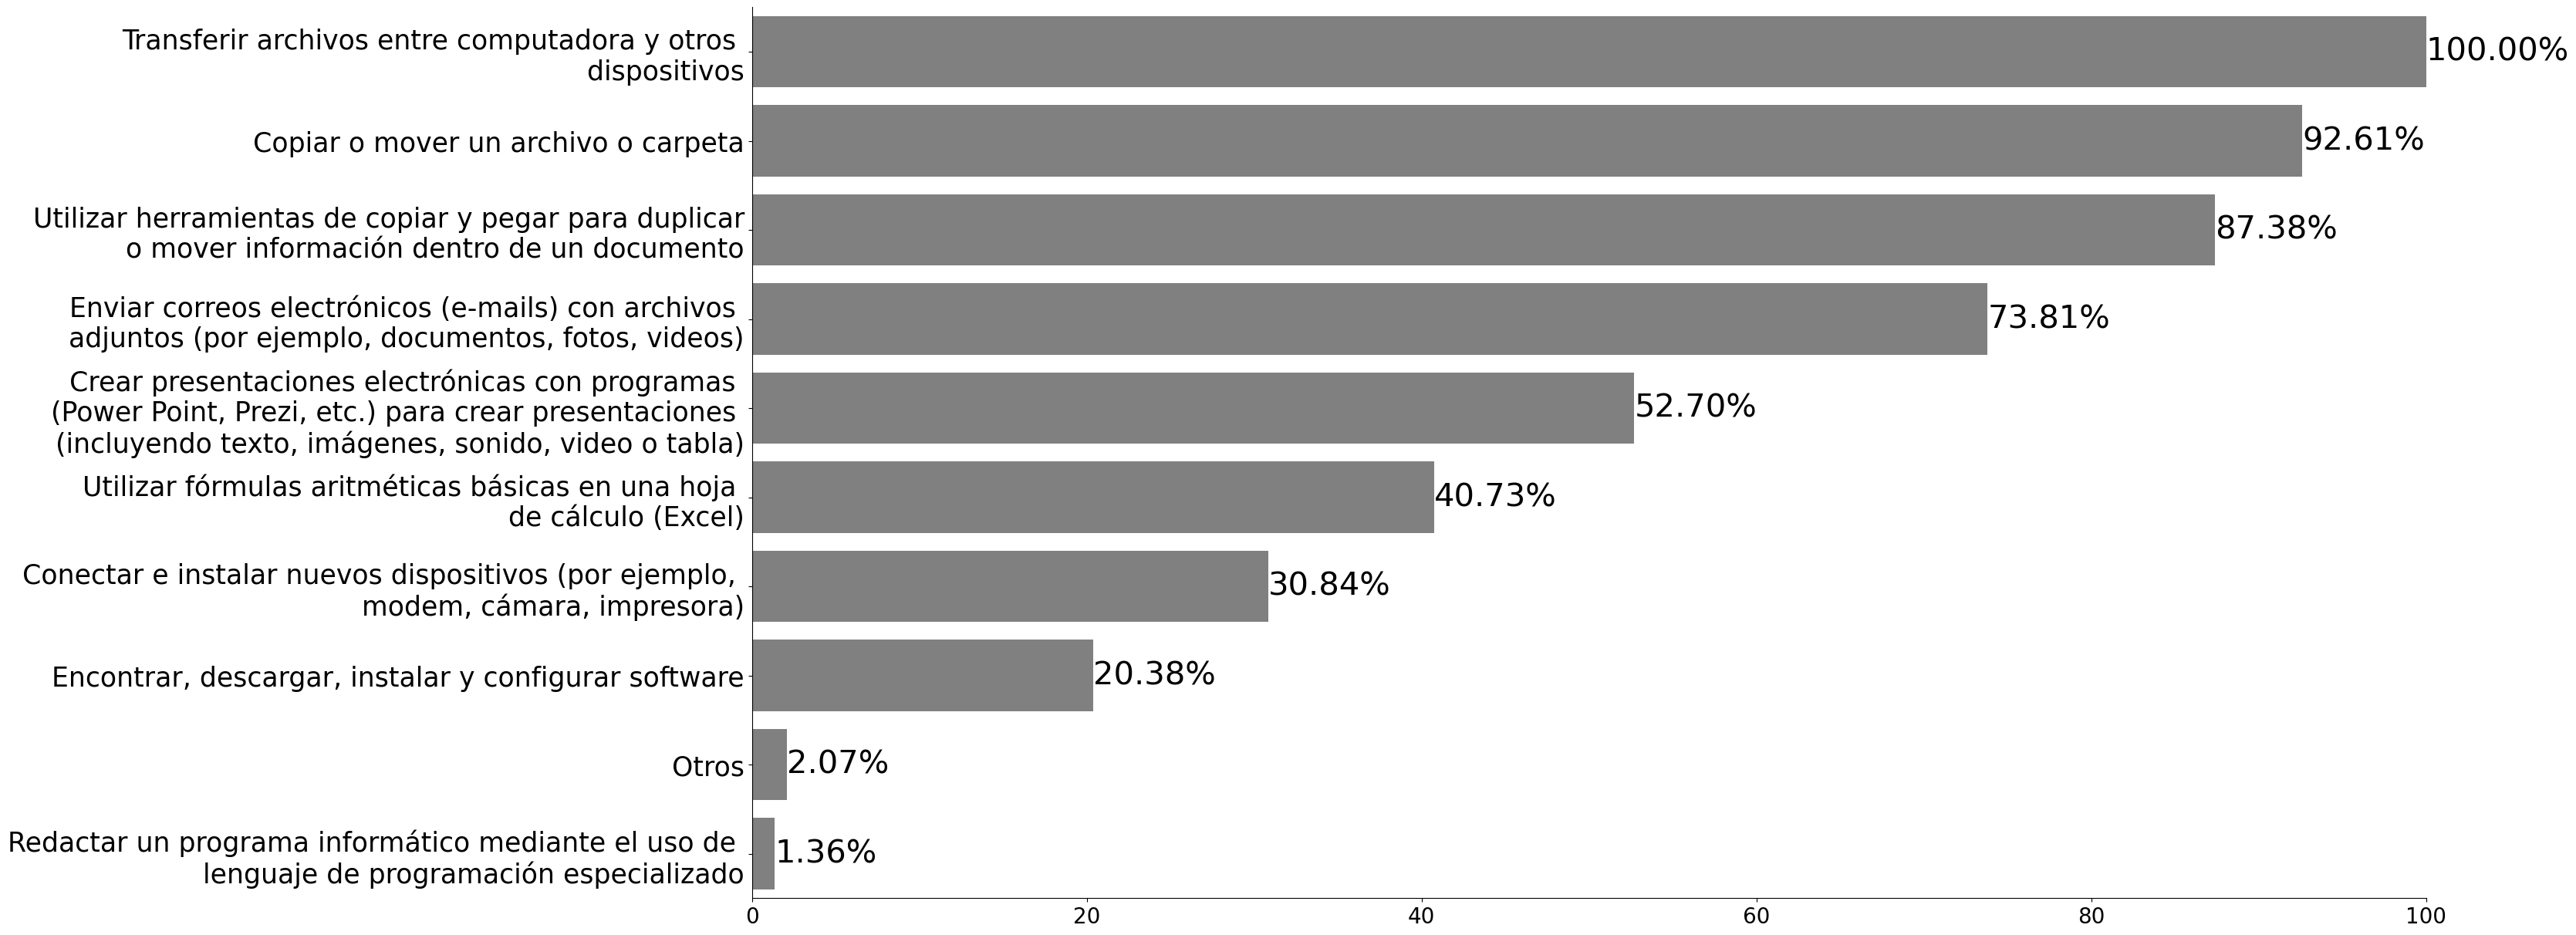 Transferir archivos entre computadora y otros
dispositivos
100.00%
Copiar o mover un archivo o carpeta
92.61%
Utilizar herramientas de copiar y pegar para duplicar
o mover información dentro de un documento
87.38%
Enviar correos electrónicos (e-mails) con archivos
adjuntos (por ejemplo, documentos, fotos, videos)
73.81%
Crear presentaciones electrónicas con programas
(Power Point, Prezi, etc.) para crear presentaciones
(incluyendo texto, imágenes, sonido, video o tabla)
52.70%
Utilizar fórmulas aritméticas básicas en una hoja
de cálculo (Excel)
40.73%
Conectar e instalar nuevos dispositivos (por ejemplo,
modem, cámara, impresora)
30.84%
Encontrar, descargar, instalar y configurar software
20.38%
Otros
2.07%
Redactar un programa informático mediante el uso de
lenguaje de programación especializado
1.36%
0 20 40 60 80 100